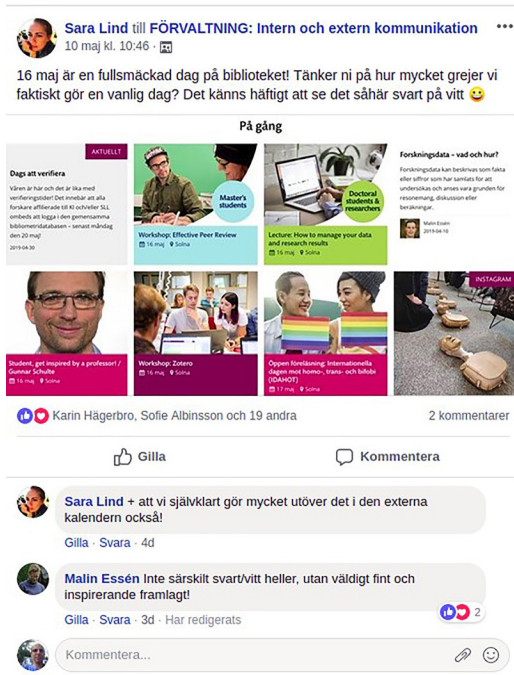 Sara Lind till FÖRVALTNING: Intern och extern kommunikation
10 maj kl. 10:46 ·
16 maj är en fullsmäckad dag på biblioteket! Tänker ni på hur mycket grejer vi
faktiskt gör en vanlig dag? Det känns häftigt att se det såhär svart på vitt 😀
På gång
AKTUELLT
Dags att verifiera
Våren är här och det är lika med
verifieringstider! Det innebär att alla
forskare affilierade till KI och/eller SLL
ombeds att logga i den gemensamma
bibliometridatabasen – senast måndag
den 20 maj!
2019-04-30
Master's
students
Workshop: Effective Peer Review
16 maj Solna
Doctoral
students &
researchers
Lecture: How to manage your data
and research results
16 maj Solna
Forskningsdata – vad och hur?
Forskningsdata kan beskrivas som fakta
eller siffror som har samlats för att
undersökas och anses vara grunden för
resonemang, diskussion eller
beräkningar.
Malin Essén
2019-04-10
Student, get inspired by a professor! /
Gunnar Schulte
16 maj Solna
Workshop: Zotero
16 maj Solna
Öppen föreläsning: Internationella
dagen mot homo-, trans- och bifobi
(IDAHOT)
17 maj Solna
INSTAGRAM
Karin Hägerbro, Sofie Albinsson och 19 andra
2 kommentarer
Gilla
Kommentera
Sara Lind + att vi självklart gör mycket utöver det i den externa
kalendern också!
Gilla · Svara · 4d
Malin Essén Inte särskilt svart/vitt heller, utan väldigt fint och
inspirerande framlagt!
2
Gilla · Svara · 3d · Har redigerats
Kommentera...